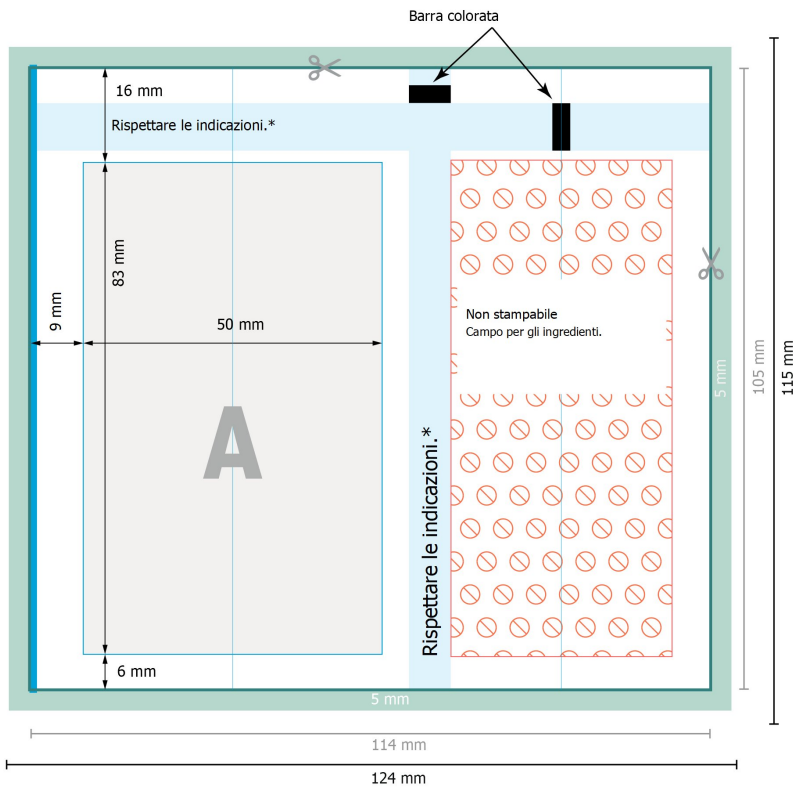 Barra colorata
16 mm
Rispettare le indicazioni.*
83 mm
9 mm
50 mm
Non stampabile
Campo per gli ingredienti.
A
Rispettare le indicazioni.*
5 mm
105 mm
115 mm
6 mm
5 mm
114 mm
124 mm